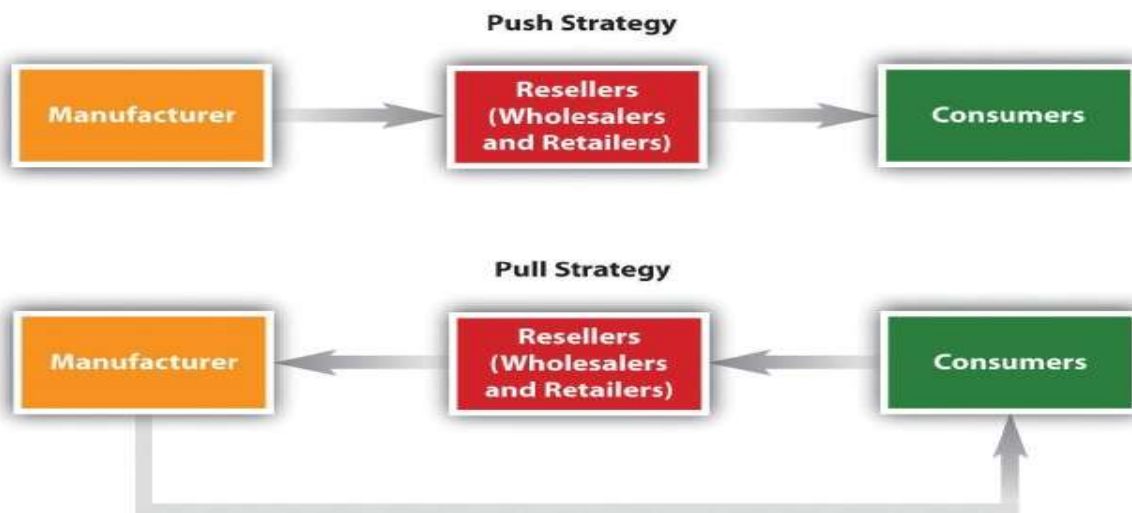 Push Strategy
Manufacturer
Resellers
(Wholesalers
and Retailers)
Consumers
Pull Strategy
Manufacturer
Resellers
(Wholesalers
and Retailers)
Consumers